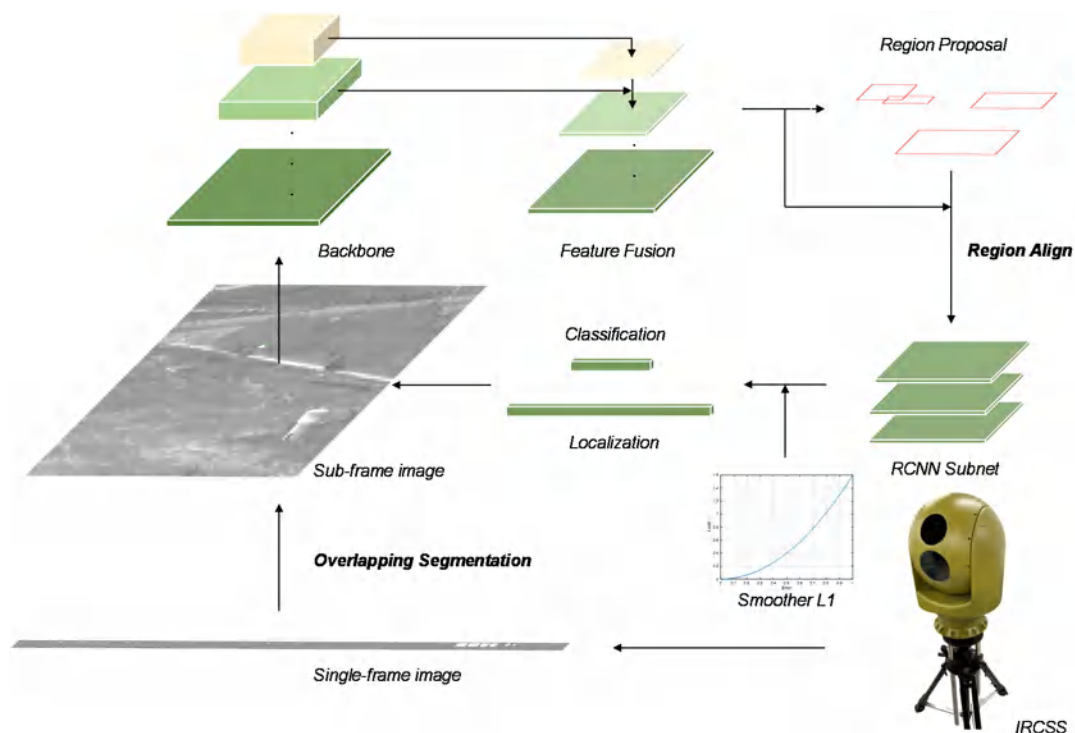 Region Proposal
Backbone
Feature Fusion
Region Align
Classification
Localization
Sub-frame image
RCNN Subnet
Overlapping Segmentation
Smoother L1
Single-frame image
IRCSS